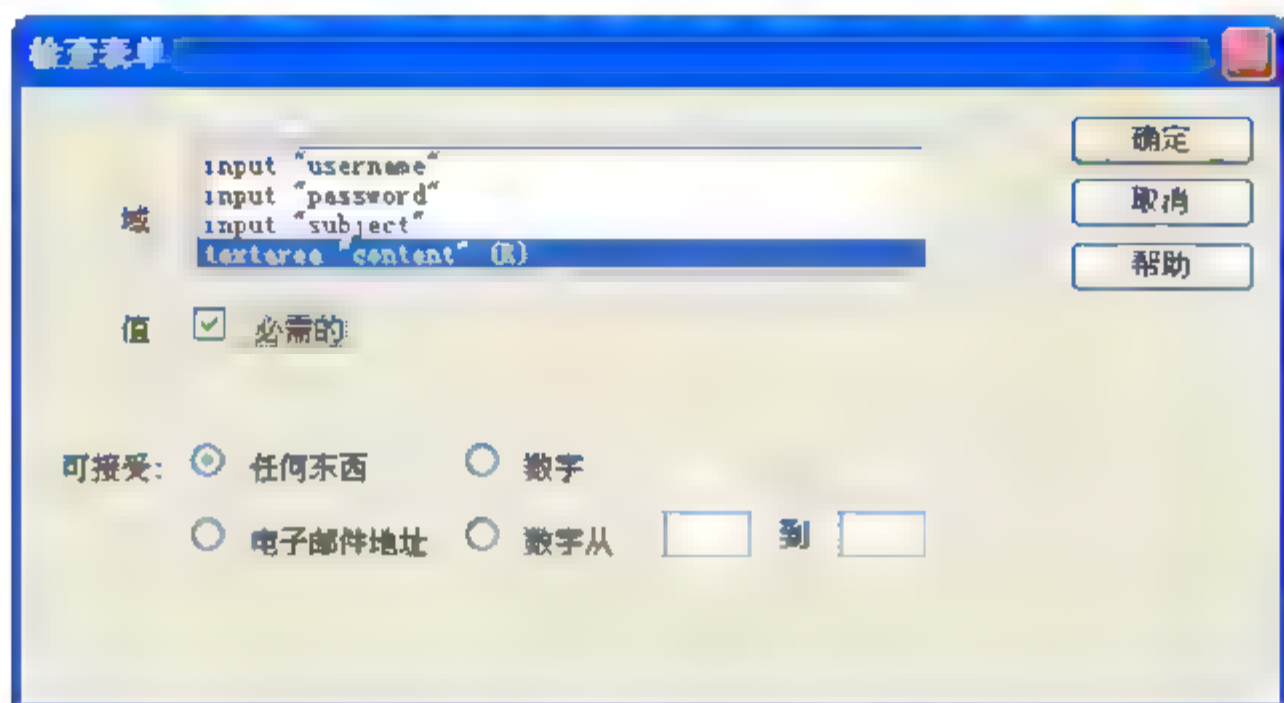 检查表单
域
input "username"
input "password"
input "subject"
textarea "content" (R)
确定
取消
帮助
值 必需的
可接受: 任何东西 数字
电子邮件地址 数字从 到